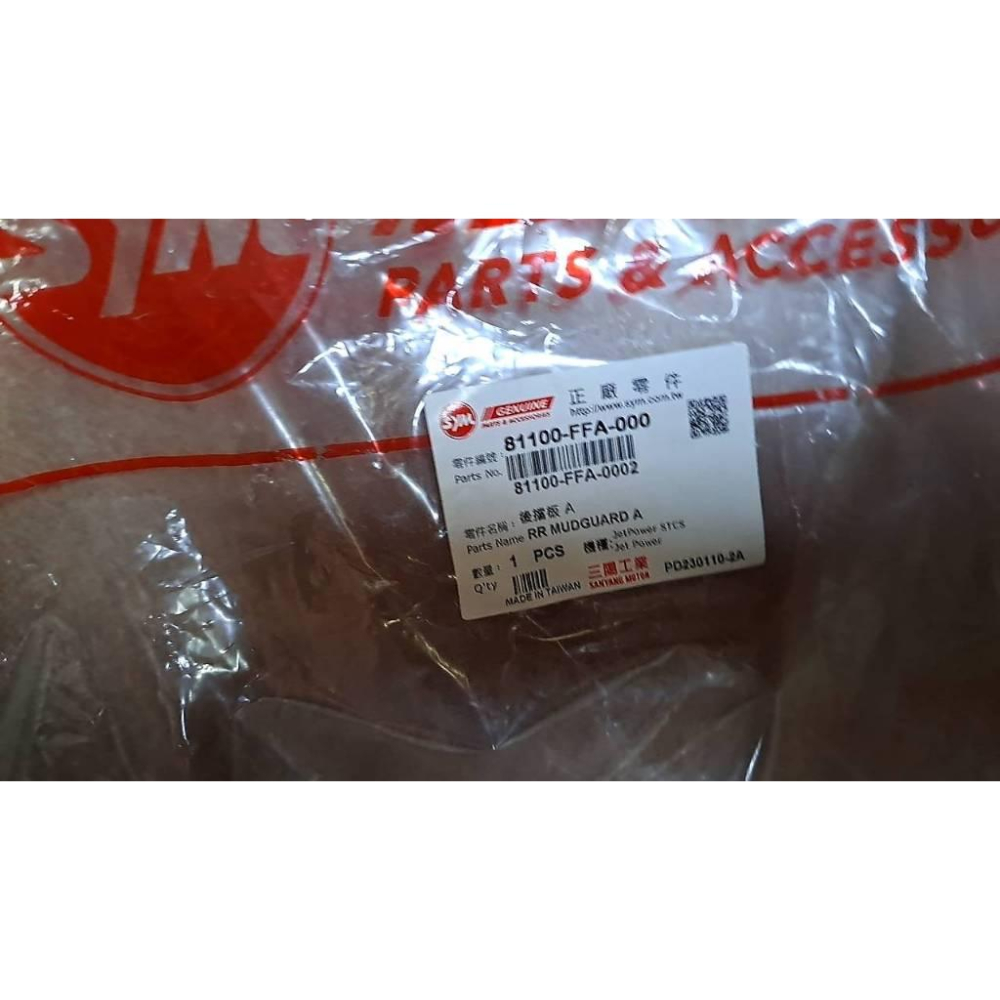 SYM
PARTS & ACCESS
SYM GENUINE 正廠零件
PARTS & ACCESSORIES http://www.sym.com.tw
零件編號: 81100-FFA-000
Parts No.
81100-FFA-0002
零件名稱: 後擋板 A
Parts Name RR MUDGUARD A
數量: 1 PCS 機種: JetPower STCS
Jet Power
Q'ty
MADE IN TAIWAN
三陽工業
SANYANG MOTOR
PD230110-2A